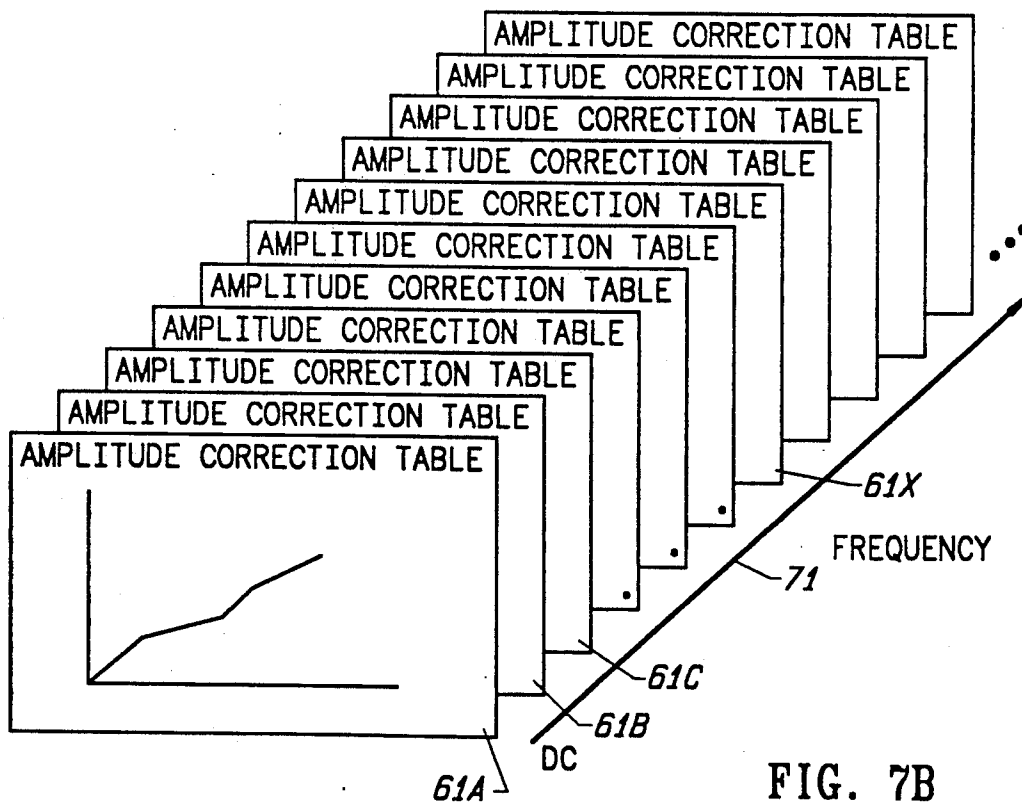 AMPLITUDE CORRECTION TABLE
AMPLITUDE CORRECTION TABLE
AMPLITUDE CORRECTION TABLE
AMPLITUDE CORRECTION TABLE
AMPLITUDE CORRECTION TABLE
AMPLITUDE CORRECTION TABLE
AMPLITUDE CORRECTION TABLE
AMPLITUDE CORRECTION TABLE
AMPLITUDE CORRECTION TABLE
AMPLITUDE CORRECTION TABLE
AMPLITUDE CORRECTION TABLE
61X
FREQUENCY
71
61C
61B
DC
61A
FIG. 7B